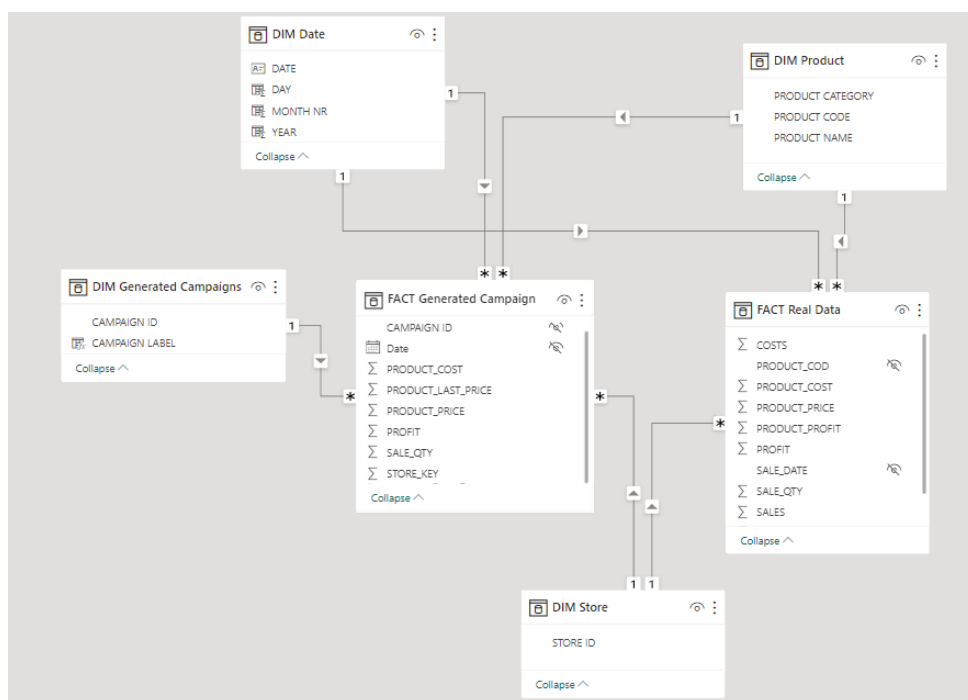 DIM Date
DATE
DAY
MONTH NR
YEAR
Collapse
1
1
DIM Product
PRODUCT CATEGORY
PRODUCT CODE
PRODUCT NAME
Collapse
1
1
DIM Generated Campaigns
CAMPAIGN ID
CAMPAIGN LABEL
Collapse
1
*
*
*
FACT Generated Campaign
CAMPAIGN ID
Date
PRODUCT_COST
PRODUCT_LAST_PRICE
PRODUCT_PRICE
PROFIT
SALE_QTY
STORE_KEY
Collapse
*
*
*
FACT Real Data
COSTS
PRODUCT_COD
PRODUCT_COST
PRODUCT_PRICE
PRODUCT_PROFIT
PROFIT
SALE_DATE
SALE_QTY
SALES
Collapse
*
1
1
DIM Store
STORE ID
Collapse